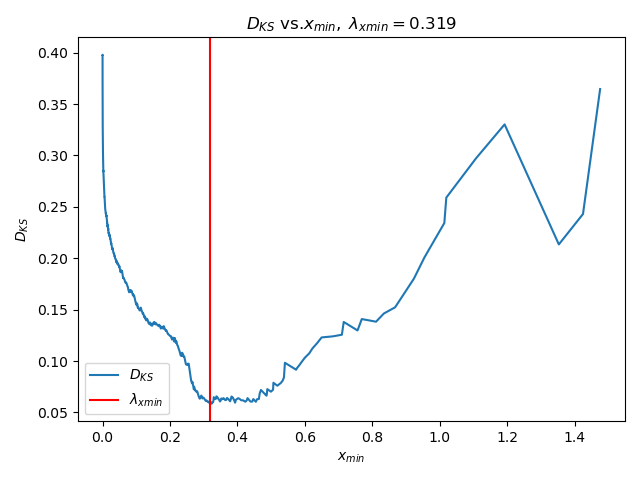 D_KS vs.x_min, λ_xmin = 0.319
0.40
0.35
0.30
0.25
0.20
0.15
0.10
0.05
D_KS
D_KS
λ_xmin
0.0 0.2 0.4 0.6 0.8 1.0 1.2 1.4
x_min